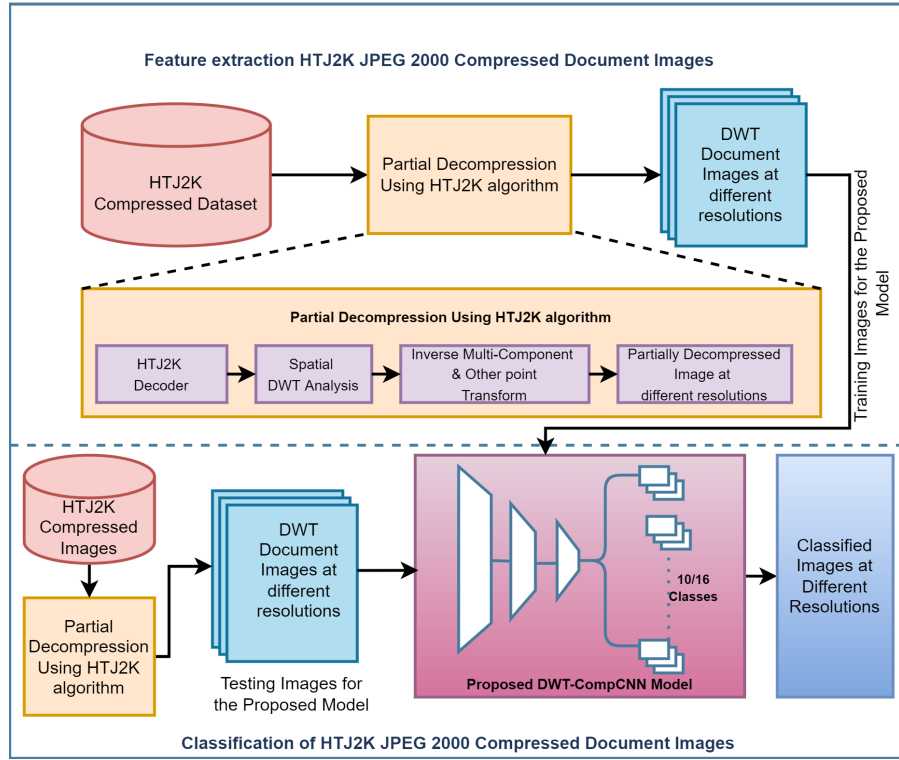 Feature extraction HTJ2K JPEG 2000 Compressed Document Images
HTJ2K
Compressed Dataset
Partial Decompression
Using HTJ2K algorithm
DWT
Document
Images at
different
resolutions
Training Images for the Proposed
Model
Partial Decompression Using HTJ2K algorithm
HTJ2K
Decoder
Spatial
DWT Analysis
Inverse Multi-Component
& Other point
Transform
Partially Decompressed
Image at
different resolutions
HTJ2K
Compressed
Images
Partial
Decompression
Using HTJ2K
algorithm
DWT
Document
Images at
different
resolutions
Testing Images for
the Proposed Model
10/16
Classes
Proposed DWT-CompCNN Model
Classified
Images at
Different
Resolutions
Classification of HTJ2K JPEG 2000 Compressed Document Images